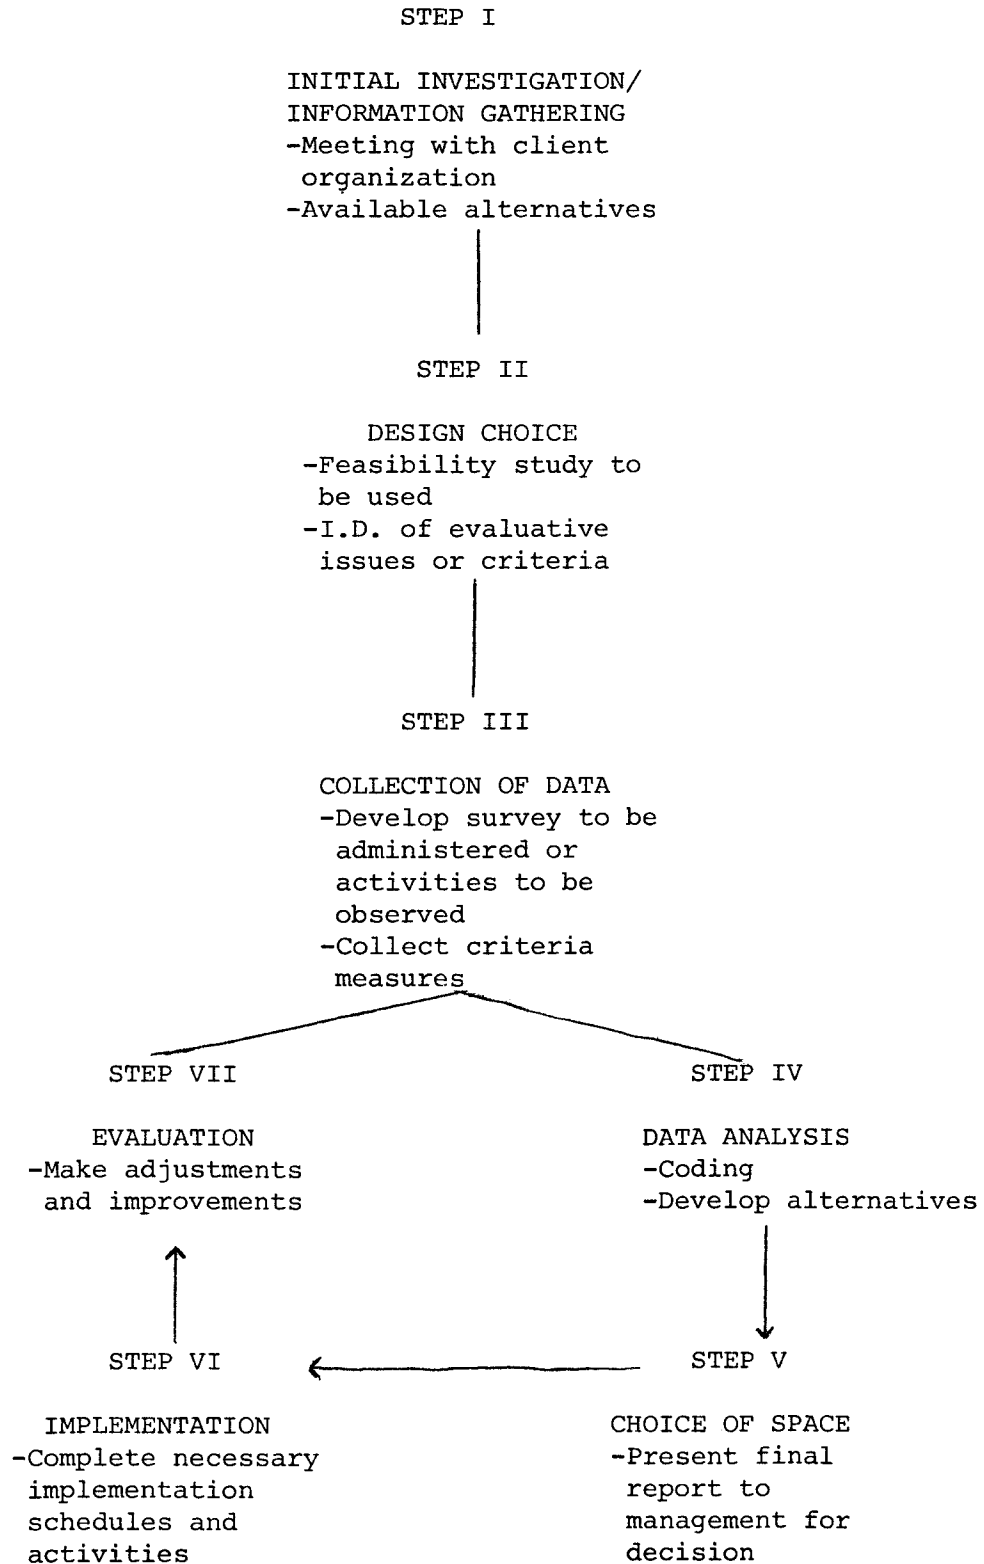 STEP I
INITIAL INVESTIGATION/
INFORMATION GATHERING
-Meeting with client
organization
-Available alternatives
STEP II
DESIGN CHOICE
-Feasibility study to
be used
-I.D. of evaluative
issues or criteria
STEP III
COLLECTION OF DATA
-Develop survey to be
administered or
activities to be
observed
-Collect criteria
measures
STEP VII
EVALUATION
-Make adjustments
and improvements
STEP IV
DATA ANALYSIS
-Coding
-Develop alternatives
STEP V
CHOICE OF SPACE
-Present final
report to
management for
decision
STEP VI
IMPLEMENTATION
-Complete necessary
implementation
schedules and
activities